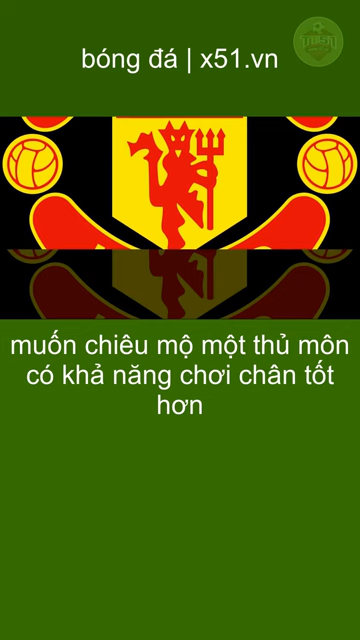 bóng đá | x51.vn
muốn chiêu mộ một thủ môn
có khả năng chơi chân tốt
hơn